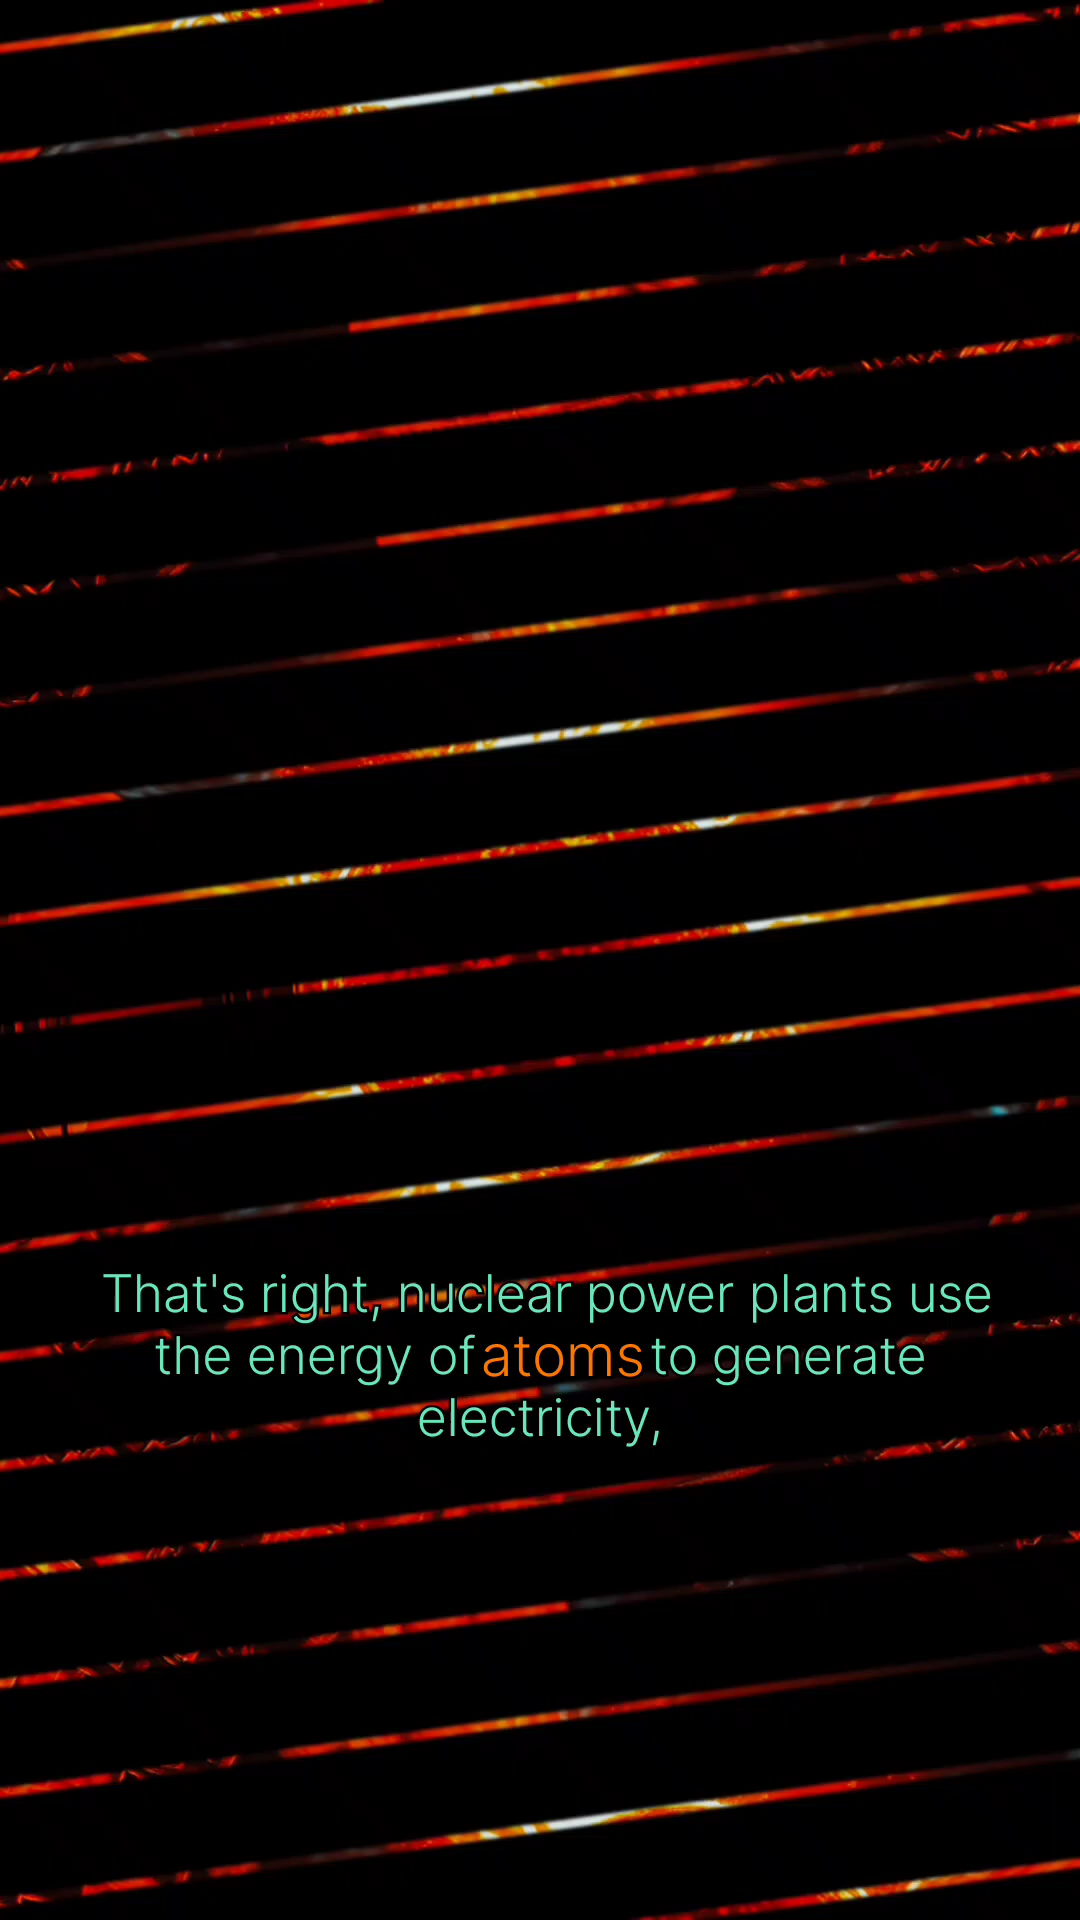 That's right, nuclear power plants use
the energy of atoms to generate
electricity,